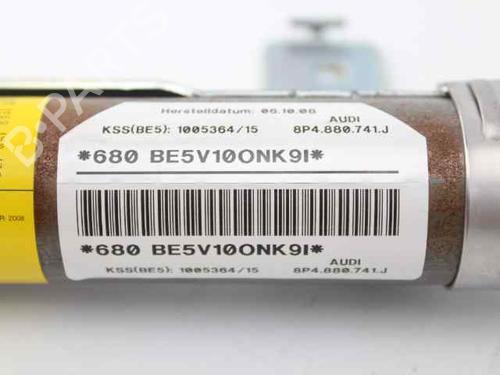 Herstelldatum: 06.10.08
AUDI
KSS(BE5): 1005364/15 8P4.880.741.J
*680 BE5V10ONK9I*
*680 BE5V10ONK9I*
KSS(BE5): 1005364/15 8P4.880.741.J
AUDI
B-PARTS